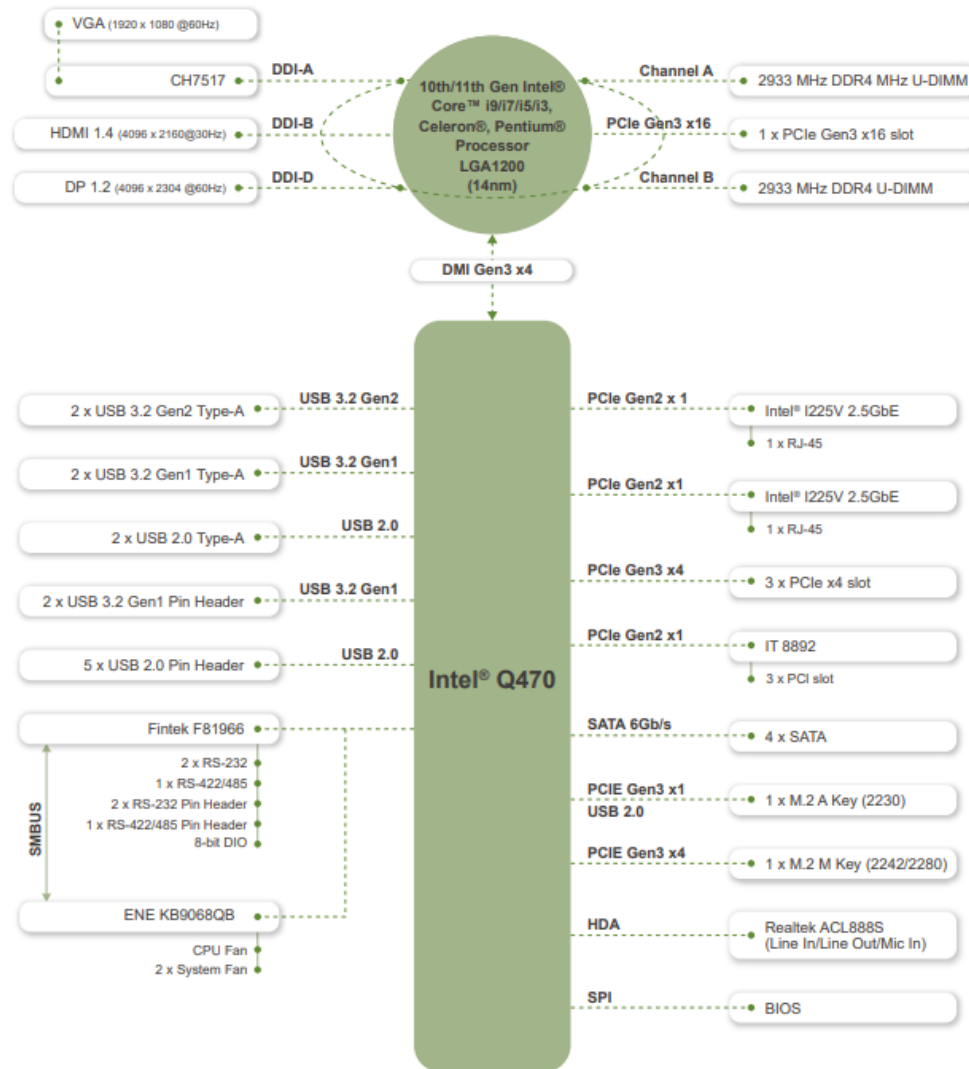 VGA (1920 x 1080 @60Hz)
CH7517
DDI-A
HDMI 1.4 (4096 x 2160@30Hz)
DDI-B
DP 1.2 (4096 x 2304 @60Hz)
DDI-D
10th/11th Gen Intel®
Core™ i9/i7/i5/i3,
Celeron®, Pentium®
Processor
LGA1200
(14nm)
Channel A
2933 MHz DDR4 MHz U-DIMM
PCIe Gen3 x16
1 x PCIe Gen3 x16 slot
Channel B
2933 MHz DDR4 U-DIMM
DMI Gen3 x4
Intel® Q470
2 x USB 3.2 Gen2 Type-A
USB 3.2 Gen2
2 x USB 3.2 Gen1 Type-A
USB 3.2 Gen1
2 x USB 2.0 Type-A
USB 2.0
2 x USB 3.2 Gen1 Pin Header
USB 3.2 Gen1
5 x USB 2.0 Pin Header
USB 2.0
Fintek F81966
2 x RS-232
1 x RS-422/485
2 x RS-232 Pin Header
1 x RS-422/485 Pin Header
8-bit DIO
SMBUS
ENE KB9068QB
CPU Fan
2 x System Fan
PCIe Gen2 x 1
Intel® I225V 2.5GbE
1 x RJ-45
PCIe Gen2 x1
Intel® I225V 2.5GbE
1 x RJ-45
PCIe Gen3 x4
3 x PCIe x4 slot
PCIe Gen2 x1
IT 8892
3 x PCI slot
SATA 6Gb/s
4 x SATA
PCIE Gen3 x1
USB 2.0
1 x M.2 A Key (2230)
PCIE Gen3 x4
1 x M.2 M Key (2242/2280)
HDA
Realtek ACL888S
(Line In/Line Out/Mic In)
SPI
BIOS